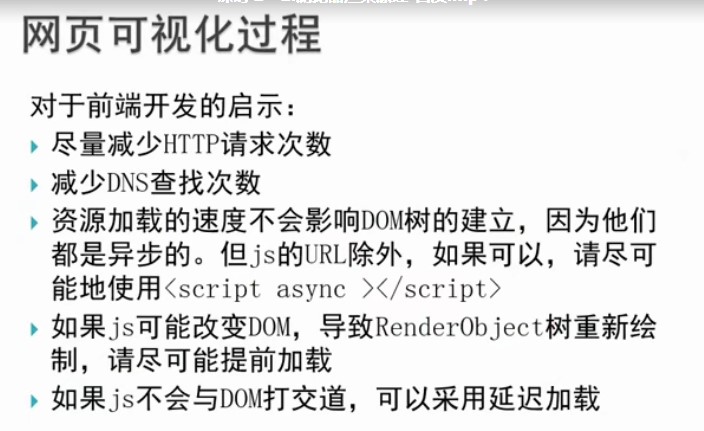 网页可视化过程
对于前端开发的启示：
尽量减少HTTP请求次数
减少DNS查找次数
资源加载的速度不会影响DOM树的建立，因为他们
都是异步的。但js的URL除外，如果可以，请尽可
能地使用<script async ></script>
如果js可能改变DOM，导致RenderObject树重新绘
制，请尽可能提前加载
如果js不会与DOM打交道，可以采用延迟加载